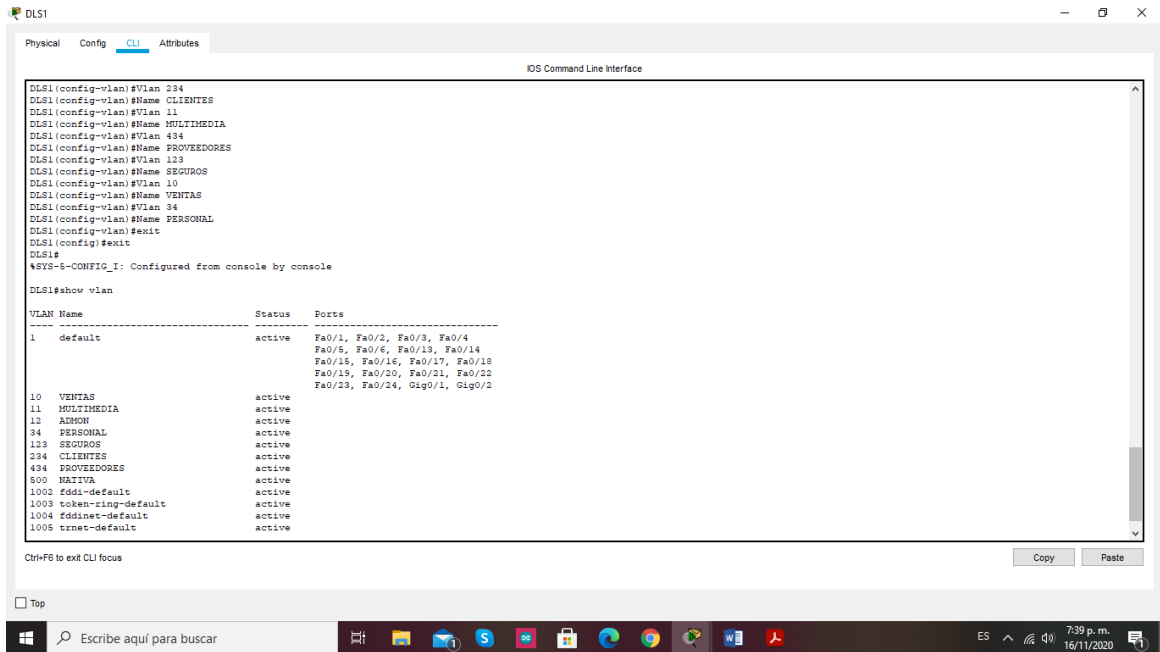 DLS1
Physical Config CLI Attributes
IOS Command Line Interface
DLS1(config-vlan)#Vlan 234
DLS1(config-vlan)#Name CLIENTES
DLS1(config-vlan)#Vlan 11
DLS1(config-vlan)#Name MULTIMEDIA
DLS1(config-vlan)#Vlan 434
DLS1(config-vlan)#Name PROVEEDORES
DLS1(config-vlan)#Vlan 123
DLS1(config-vlan)#Name SEGUROS
DLS1(config-vlan)#Vlan 10
DLS1(config-vlan)#Name VENTAS
DLS1(config-vlan)#Vlan 34
DLS1(config-vlan)#Name PERSONAL
DLS1(config-vlan)#exit
DLS1(config)#exit
DLS1#
%SYS-5-CONFIG_I: Configured from console by console
DLS1#show vlan
VLAN Name Status Ports
---- -------------------------------- --------- -------------------------------
1 default active Fa0/1, Fa0/2, Fa0/3, Fa0/4
Fa0/5, Fa0/6, Fa0/13, Fa0/14
Fa0/15, Fa0/16, Fa0/17, Fa0/18
Fa0/19, Fa0/20, Fa0/21, Fa0/22
Fa0/23, Fa0/24, Gig0/1, Gig0/2
10 VENTAS active
11 MULTIMEDIA active
12 ADMON active
34 PERSONAL active
123 SEGUROS active
234 CLIENTES active
434 PROVEEDORES active
500 NATIVA active
1002 fddi-default active
1003 token-ring-default active
1004 fddinet-default active
1005 trnet-default active
Ctrl+F6 to exit CLI focus
Copy Paste
Top
Escribe aquí para buscar
ES
7:39 p. m.
16/11/2020